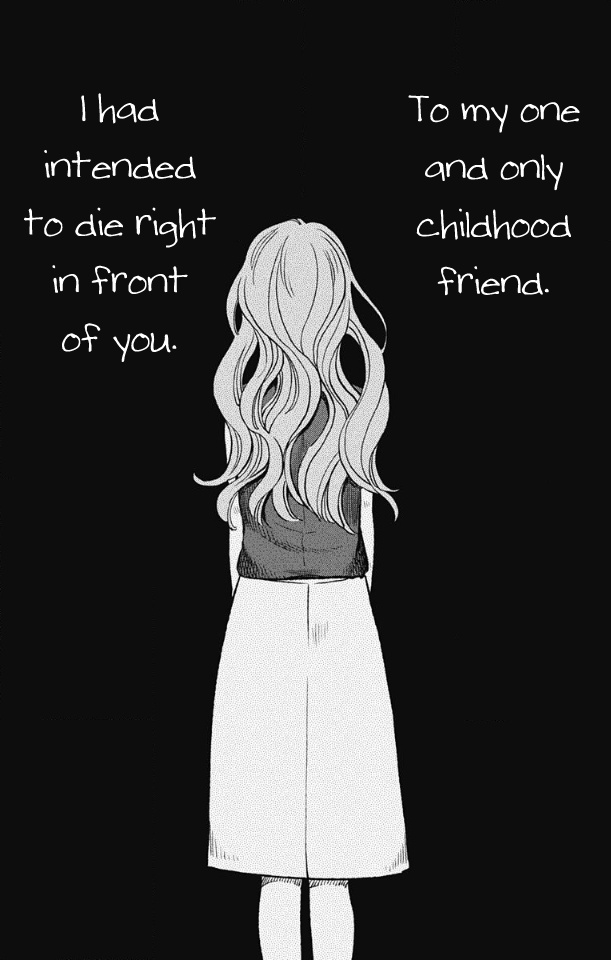 To my one
and only
childhood
friend.
I had
intended
to die right
in front
of you.